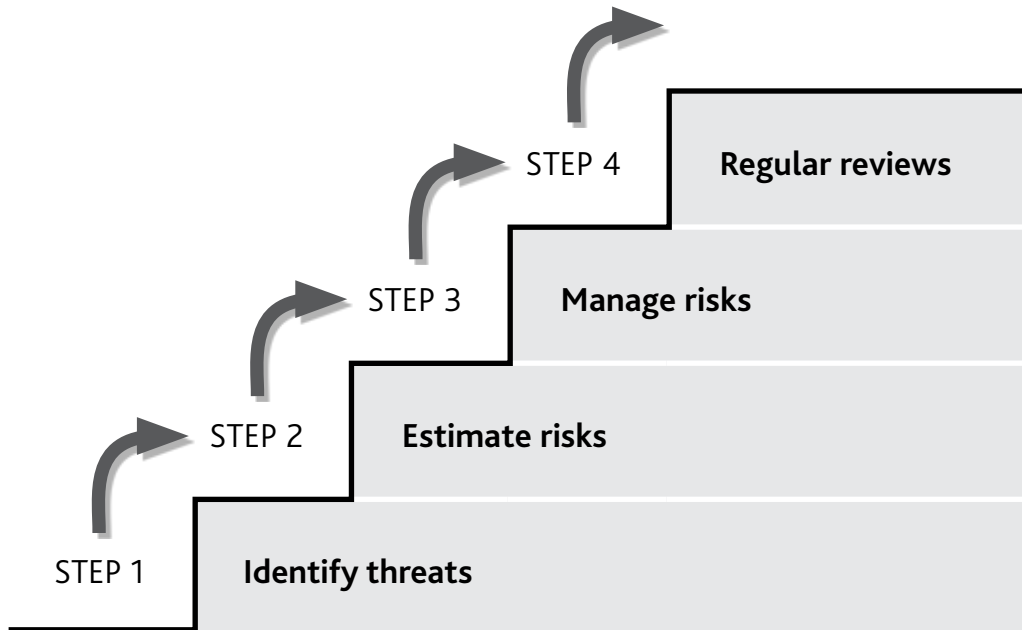 STEP 4 Regular reviews
STEP 3 Manage risks
STEP 2 Estimate risks
STEP 1 Identify threats